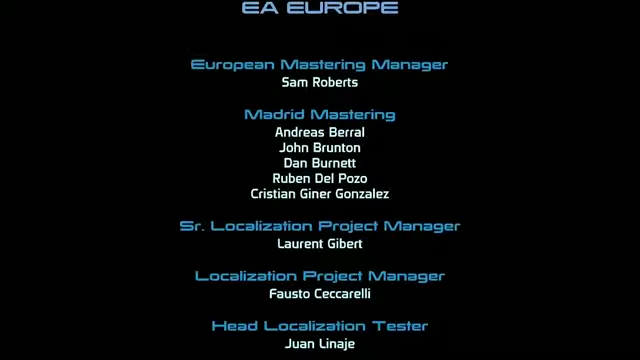 EA EUROPE
European Mastering Manager
Sam Roberts
Madrid Mastering
Andreas Berral
John Brunton
Dan Burnett
Ruben Del Pozo
Cristian Giner Gonzalez
Sr. Localization Project Manager
Laurent Gibert
Localization Project Manager
Fausto Ceccarelli
Head Localization Tester
Juan Linaje